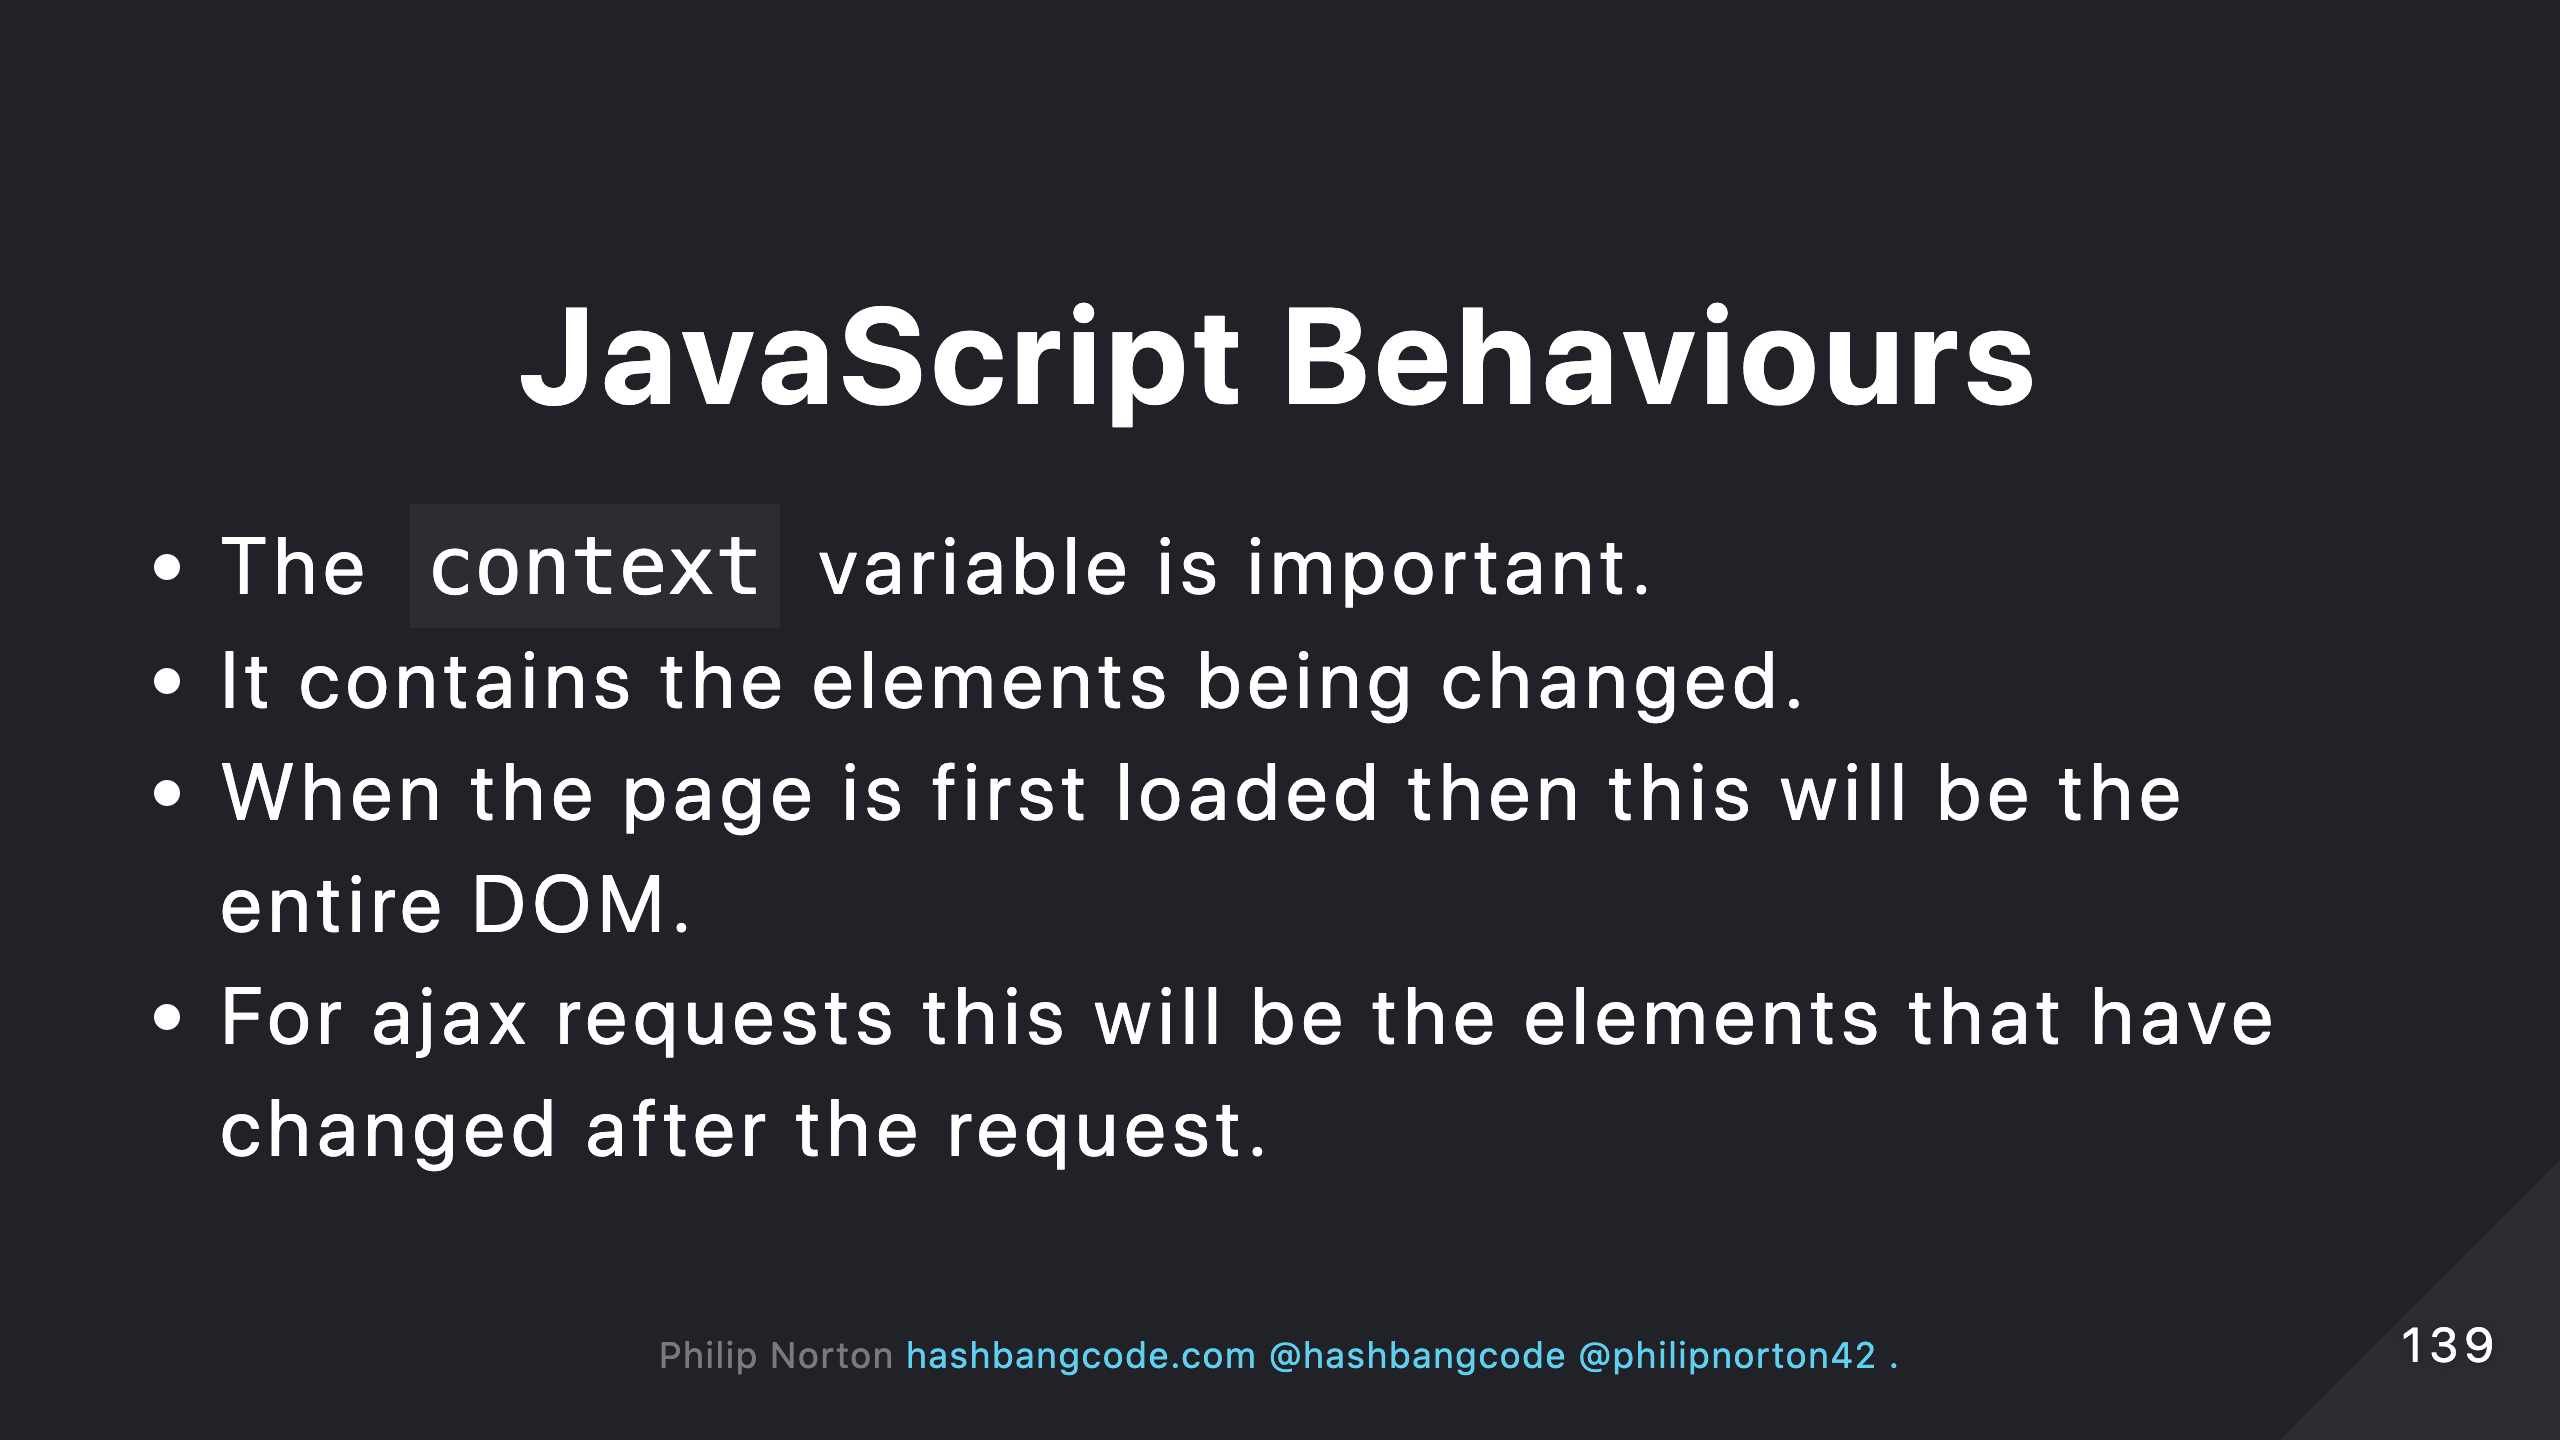 JavaScript Behaviours
• The context variable is important.
• It contains the elements being changed.
• When the page is first loaded then this will be the
entire DOM.
• For ajax requests this will be the elements that have
changed after the request.
Philip Norton hashbangcode.com @hashbangcode @philipnorton42 .
139